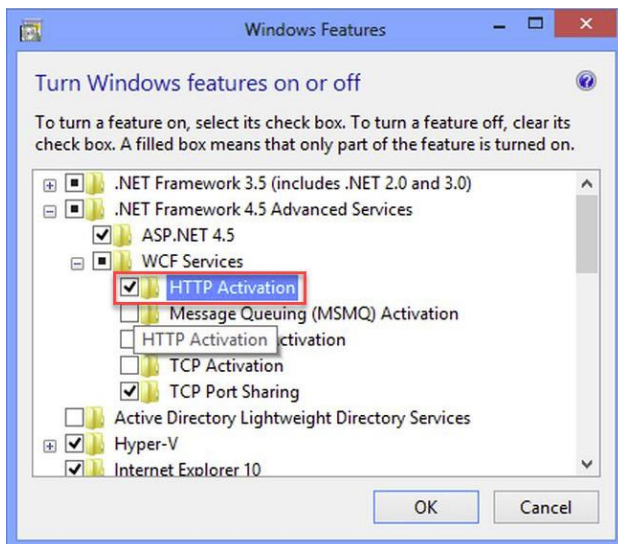 Windows Features
Turn Windows features on or off
To turn a feature on, select its check box. To turn a feature off, clear its
check box. A filled box means that only part of the feature is turned on.
.NET Framework 3.5 (includes .NET 2.0 and 3.0)
.NET Framework 4.5 Advanced Services
ASP.NET 4.5
WCF Services
HTTP Activation
Message Queuing (MSMQ) Activation
HTTP Activation ctivation
TCP Activation
TCP Port Sharing
Active Directory Lightweight Directory Services
Hyper-V
Internet Explorer 10
OK Cancel